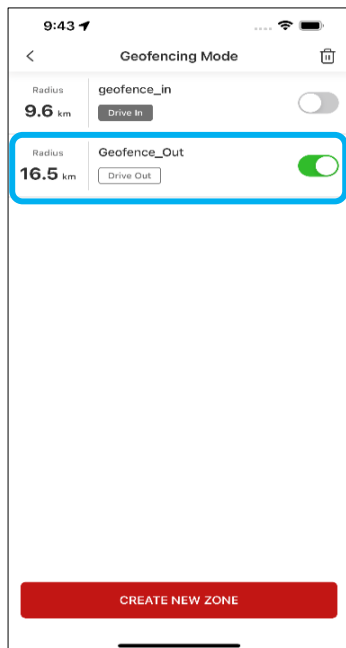 9:43
Geofencing Mode
Radius
9.6 km
geofence_in
Drive In
Radius
16.5 km
Geofence_Out
Drive Out
CREATE NEW ZONE